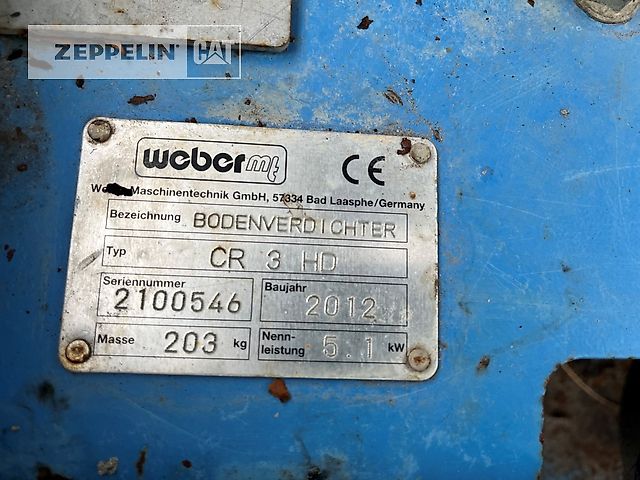 ZEPPELIN CAT
weber mt
CE
Maschinentechnik GmbH, 57334 Bad Laasphe/Germany
Bezeichnung BODENVERDICHTER
Typ CR 3 HD
Seriennummer 2100546 Baujahr 2012
Masse 203 kg Nenn-
leistung 5.1 kW